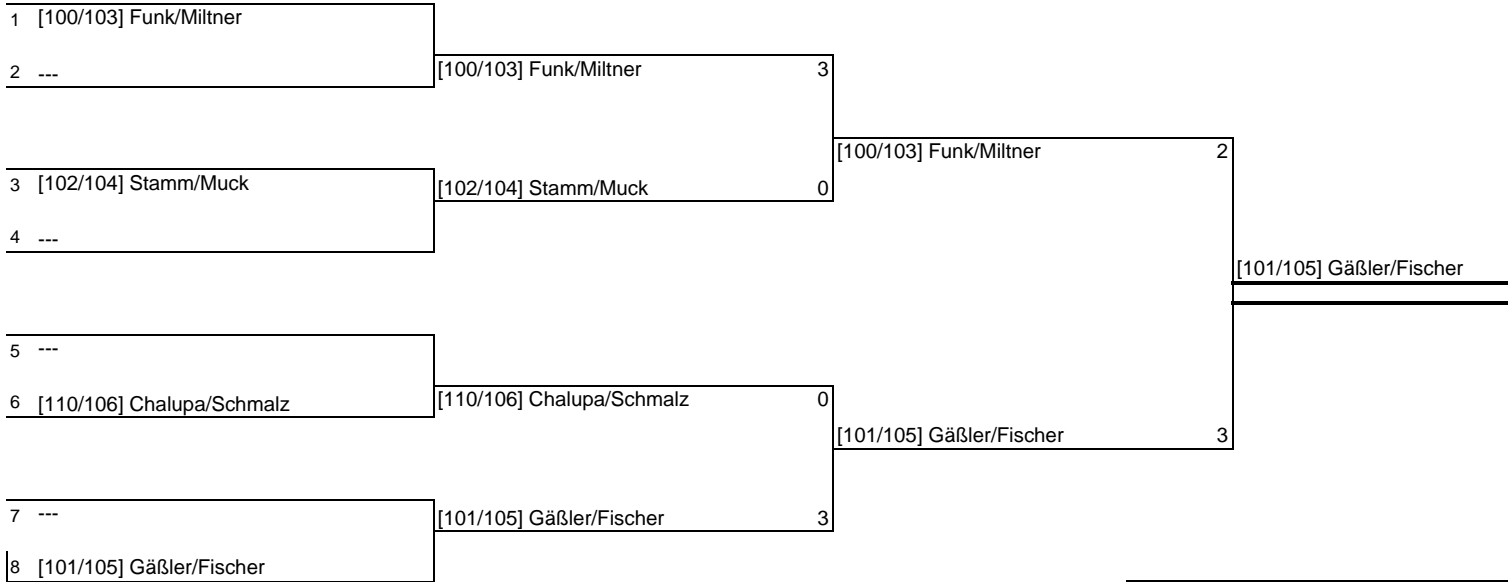 1 [100/103] Funk/Miltner
2 ---
[100/103] Funk/Miltner 3
[100/103] Funk/Miltner 2
3 [102/104] Stamm/Muck
[102/104] Stamm/Muck 0
4 ---
[101/105] Gäßler/Fischer
5 ---
6 [110/106] Chalupa/Schmalz
[110/106] Chalupa/Schmalz 0
[101/105] Gäßler/Fischer 3
7 ---
[101/105] Gäßler/Fischer 3
8 [101/105] Gäßler/Fischer